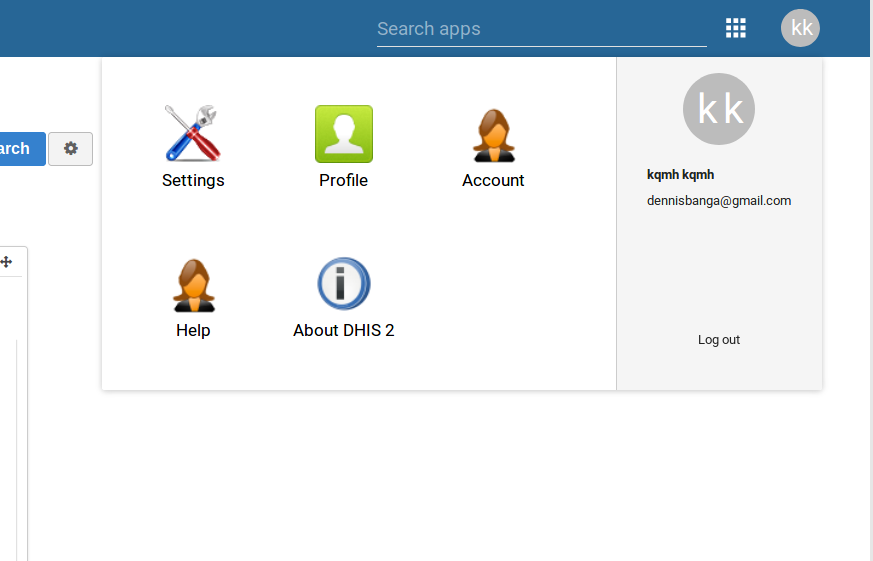 Search apps
kk
arch
Settings
Profile
Account
kk
kqmh kqmh
dennisbanga@gmail.com
Help
About DHIS 2
Log out